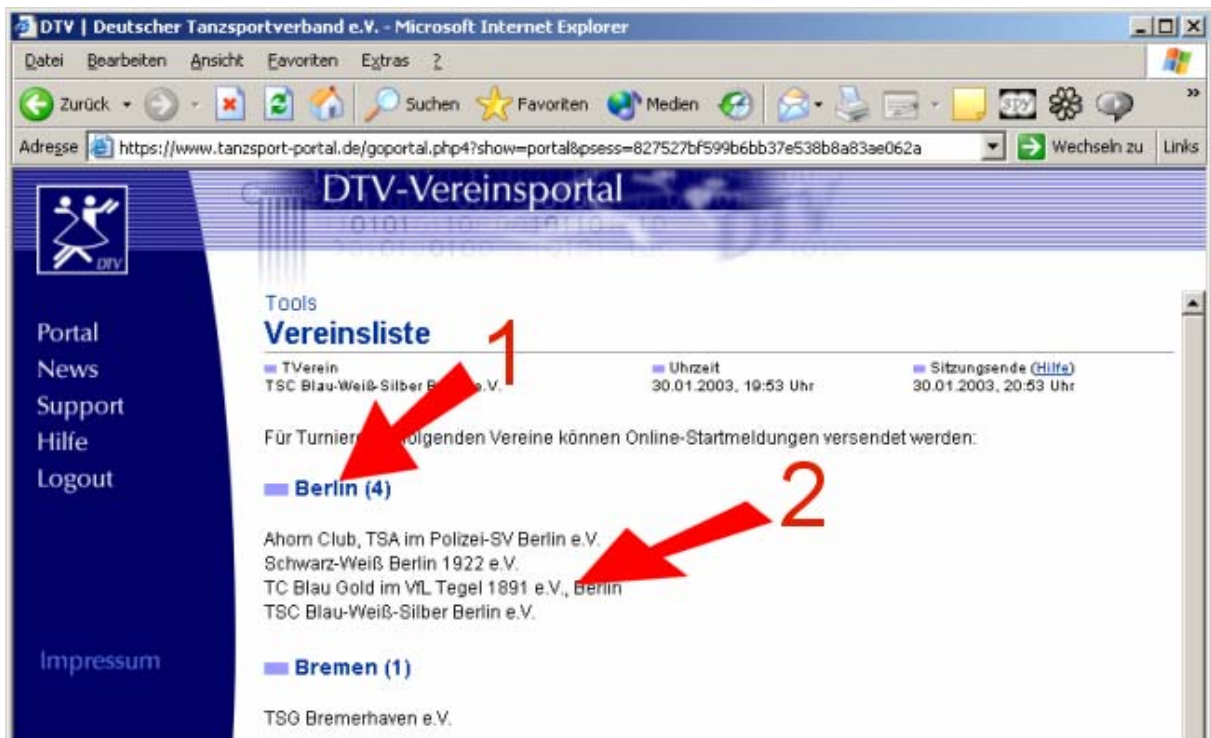 DTV | Deutscher Tanzsportverband e.V. - Microsoft Internet Explorer
Datei Bearbeiten Ansicht Favoriten Extras ?
Zurück Suchen Favoriten Medien SPY »
Adresse https://www.tanzsport-portal.de/goportal.php4?show=portal&psess=827527bf599b6bb37e538b8a83ae062a Wechseln zu Links
DTV-Vereinsportal
DTV
Portal
News
Support
Hilfe
Logout
Impressum
Tools
Vereinsliste
1
TVerein Uhrzeit Sitzungsende (Hilfe)
TSC Blau-Weiß-Silber e.V. 30.01.2003, 19:53 Uhr 30.01.2003, 20:53 Uhr
Für Turniere folgenden Vereine können Online-Startmeldungen versendet werden:
2
Berlin (4)
Ahorn Club, TSA im Polizei-SV Berlin e.V.
Schwarz-Weiß Berlin 1922 e.V.
TC Blau Gold im VfL Tegel 1891 e.V., Berlin
TSC Blau-Weiß-Silber Berlin e.V.
Bremen (1)
TSG Bremerhaven e.V.